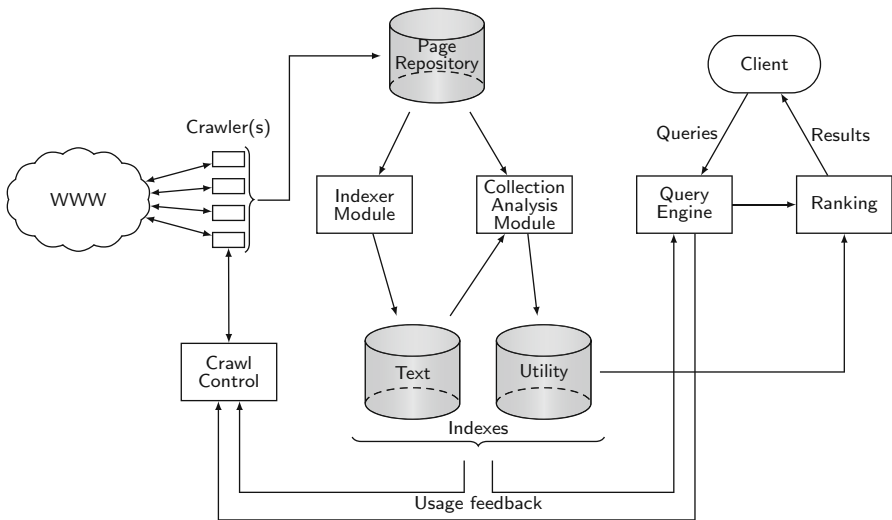 Page
Repository
Client
Crawler(s)
Queries
Results
WWW
Indexer
Module
Collection
Analysis
Module
Query
Engine
Ranking
Crawl
Control
Text
Utility
Indexes
Usage feedback